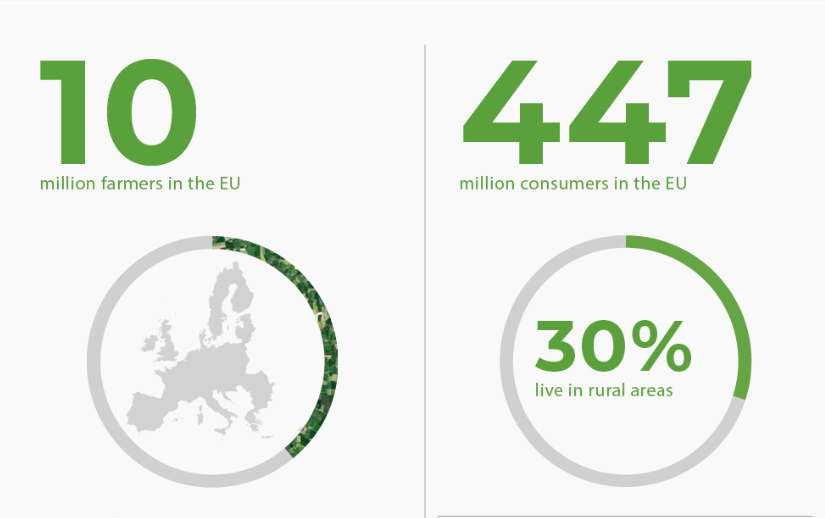 10
million farmers in the EU
447
million consumers in the EU
30%
live in rural areas